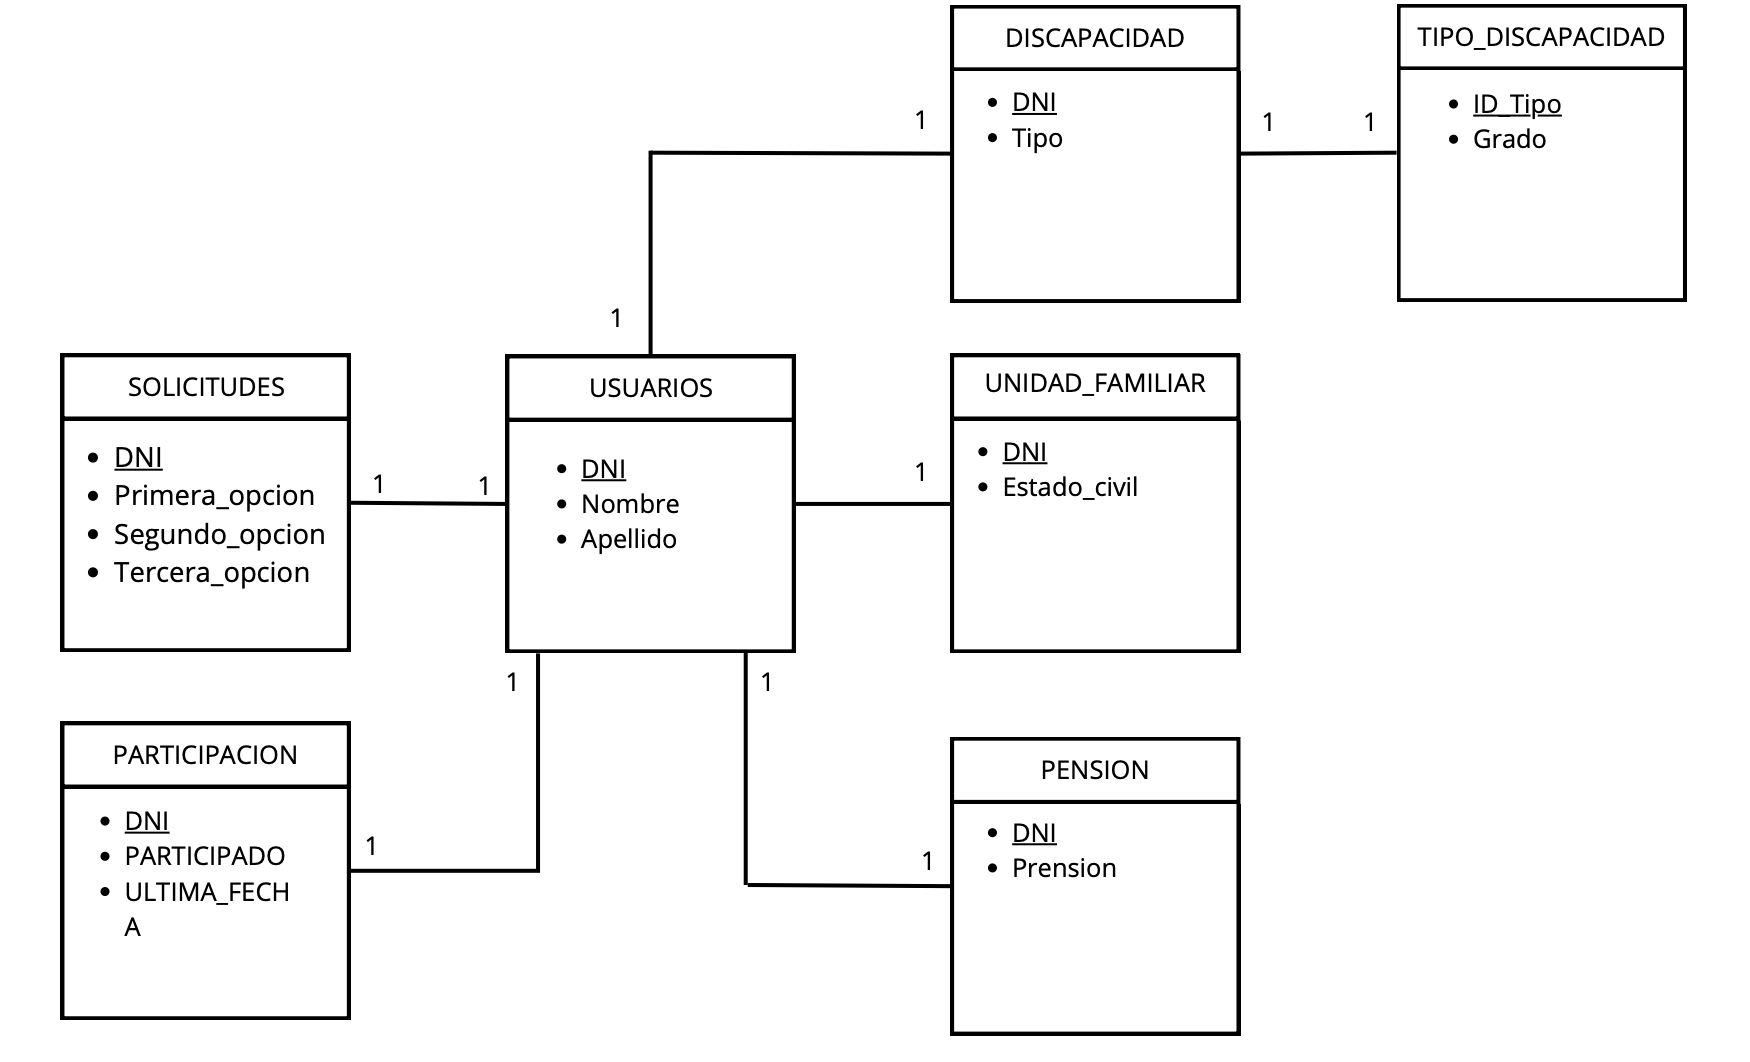 DISCAPACIDAD
DNI
Tipo
TIPO_DISCAPACIDAD
ID_Tipo
Grado
1
1
1
1
SOLICITUDES
DNI
Primera_opcion
Segundo_opcion
Tercera_opcion
1
1
USUARIOS
DNI
Nombre
Apellido
1
UNIDAD_FAMILIAR
DNI
Estado_civil
1
1
PARTICIPACION
DNI
PARTICIPADO
ULTIMA_FECH
A
1
1
PENSION
DNI
Prension